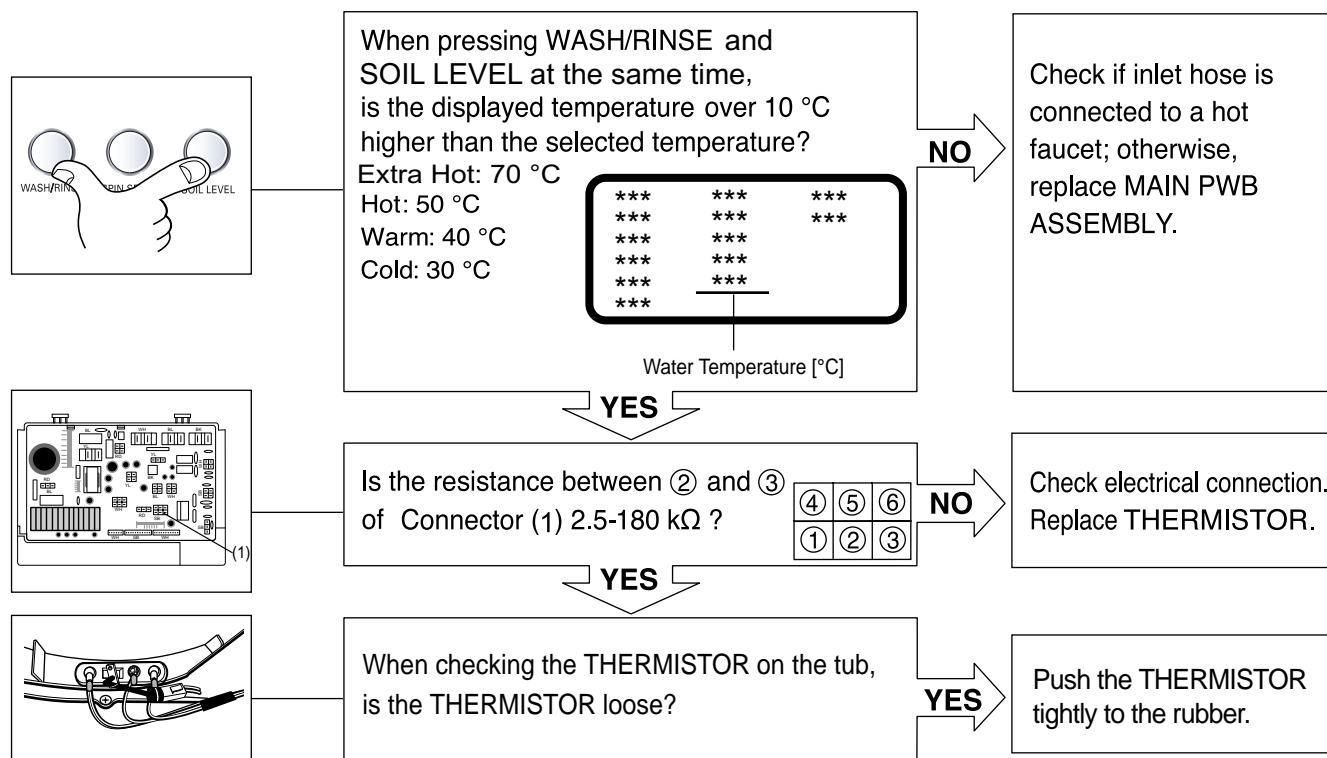 When pressing WASH/RINSE and
SOIL LEVEL at the same time,
is the displayed temperature over 10 °C
higher than the selected temperature?
Extra Hot: 70 °C
Hot: 50 °C
Warm: 40 °C
Cold: 30 °C
*** *** ***
*** *** ***
*** ***
*** ***
*** ***
***
Water Temperature [°C]
WASH/RIN
SOIL LEVEL
NO
Check if inlet hose is
connected to a hot
faucet; otherwise,
replace MAIN PWB
ASSEMBLY.
YES
(1)
Is the resistance between ② and ③
of Connector (1) 2.5-180 kΩ ?
④ ⑤ ⑥
① ② ③
NO
Check electrical connection.
Replace THERMISTOR.
YES
When checking the THERMISTOR on the tub,
is the THERMISTOR loose?
YES
Push the THERMISTOR
tightly to the rubber.